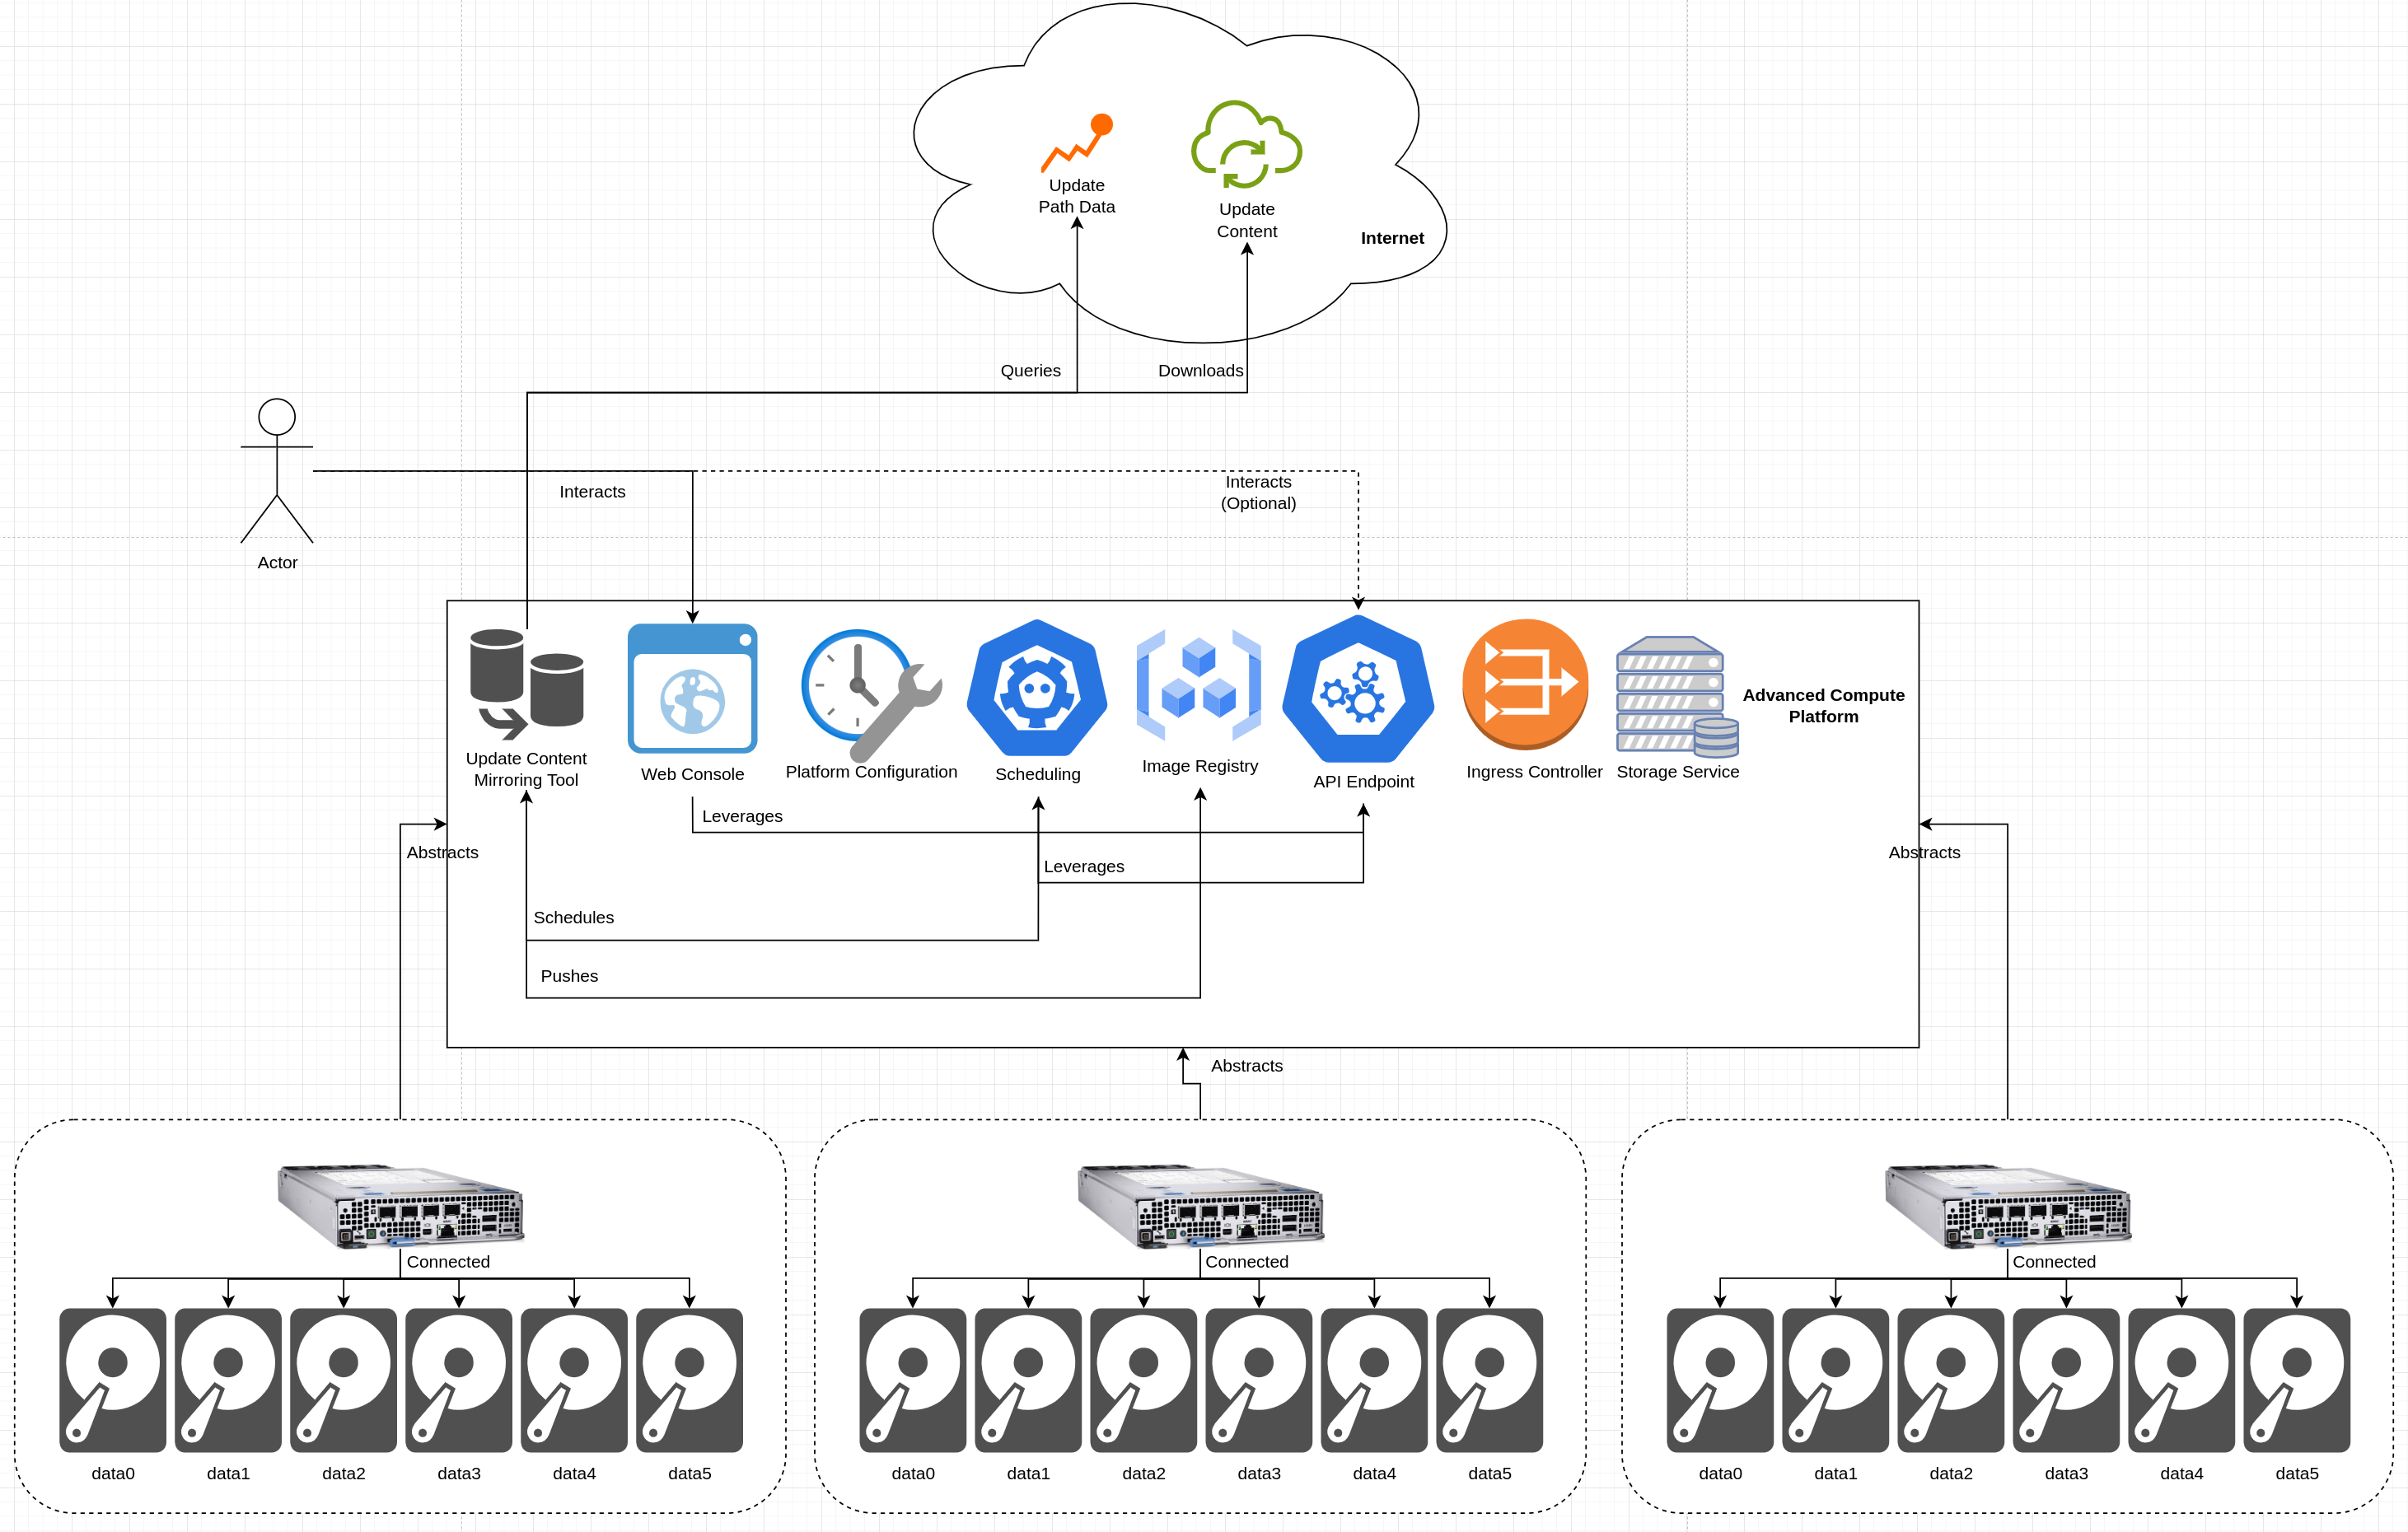 Update
Path Data
Update
Content
Internet
Queries
Downloads
Interacts
Interacts
(Optional)
Actor
Update Content
Mirroring Tool
Web Console
Platform Configuration
Scheduling
Image Registry
API Endpoint
Ingress Controller
Storage Service
Advanced Compute
Platform
Leverages
Abstracts
Leverages
Abstracts
Schedules
Pushes
Abstracts
Connected
Connected
Connected
data0
data1
data2
data3
data4
data5
data0
data1
data2
data3
data4
data5
data0
data1
data2
data3
data4
data5